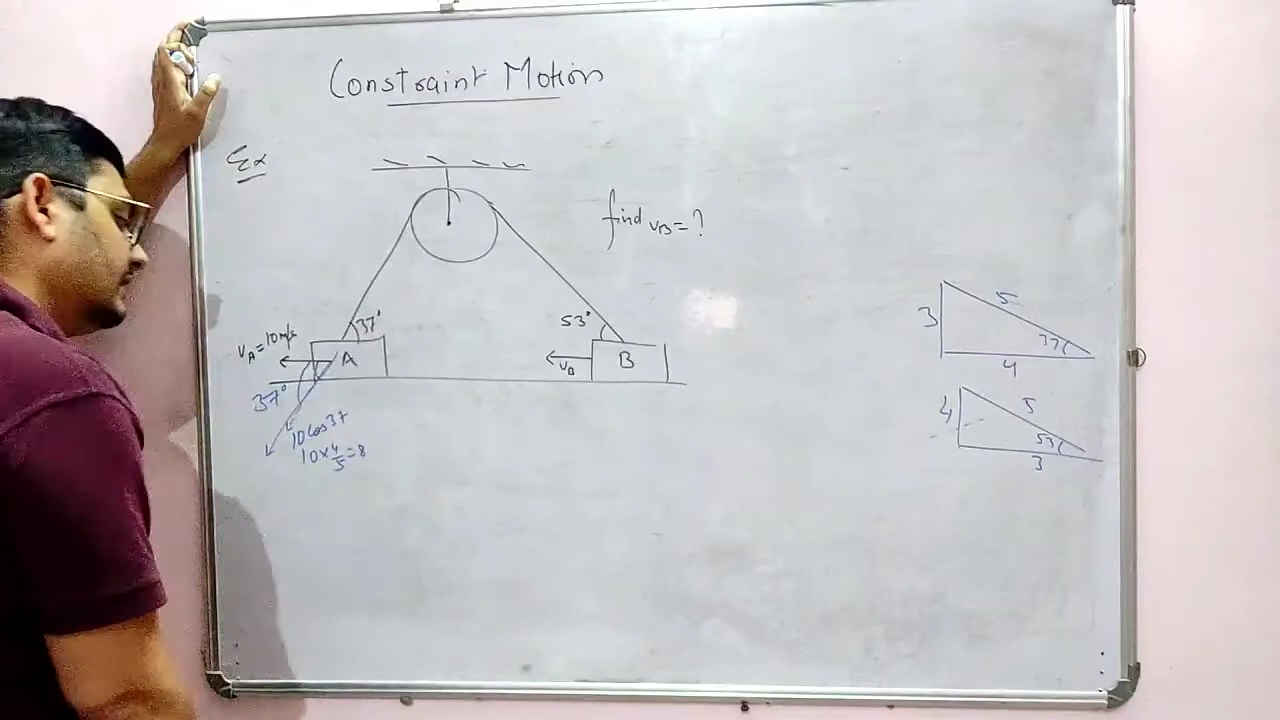 Constraint Motion
Ex
find vB = ?
53°
37°
vA = 10 m/s
A
vB
B
37°
10 cos 37
10 × 4/5 = 8
3
5
37
4
4
5
53
3